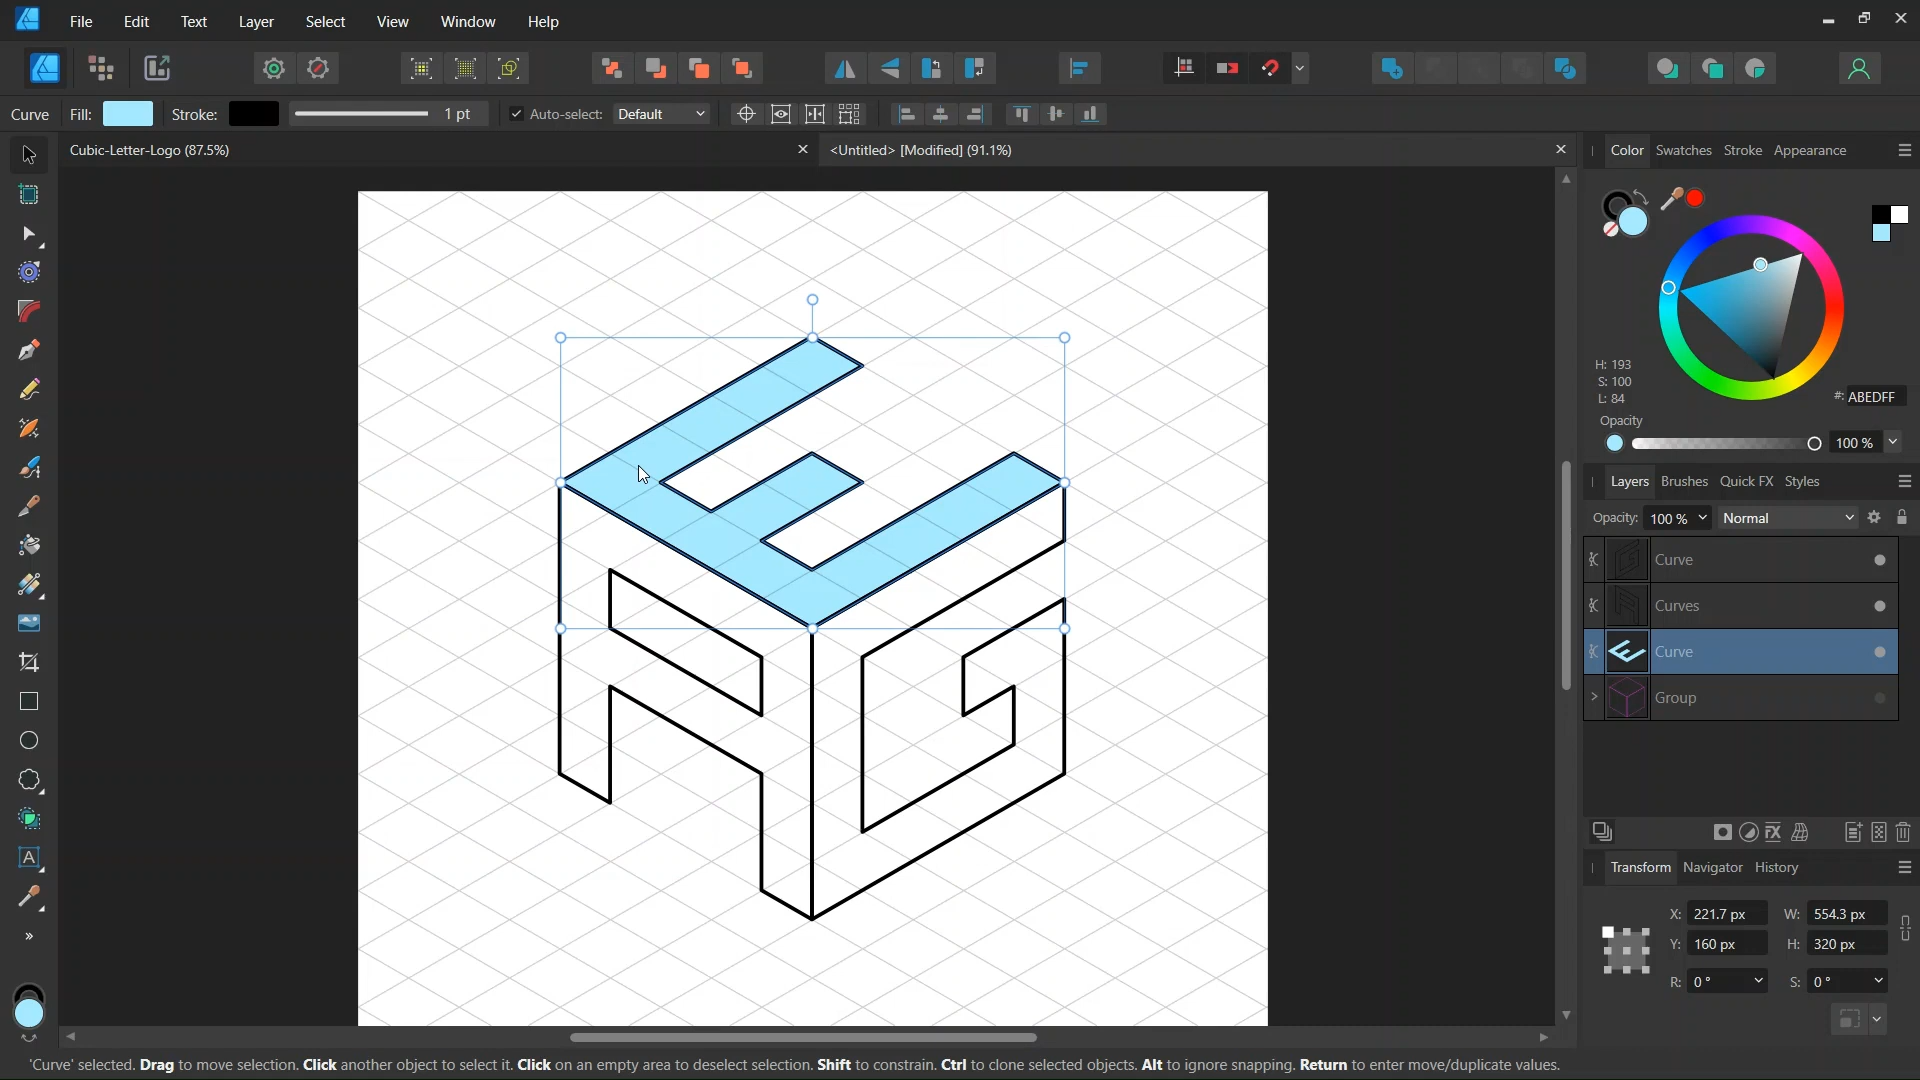 File Edit Text Layer Select View Window Help
Curve Fill: Stroke: 1 pt Auto-select: Default
Cubic-Letter-Logo (87.5%)
<Untitled> [Modified] (91.1%)
Color Swatches Stroke Appearance
H: 193
S: 100
L: 84
#: ABEDFF
Opacity
100 %
Layers Brushes Quick FX Styles
Opacity: 100 % Normal
Curve
Curves
Curve
Group
Transform Navigator History
X: 221.7 px W: 554.3 px
Y: 160 px H: 320 px
R: 0 ° S: 0 °
'Curve' selected. Drag to move selection. Click another object to select it. Click on an empty area to deselect selection. Shift to constrain. Ctrl to clone selected objects. Alt to ignore snapping. Return to enter move/duplicate values.